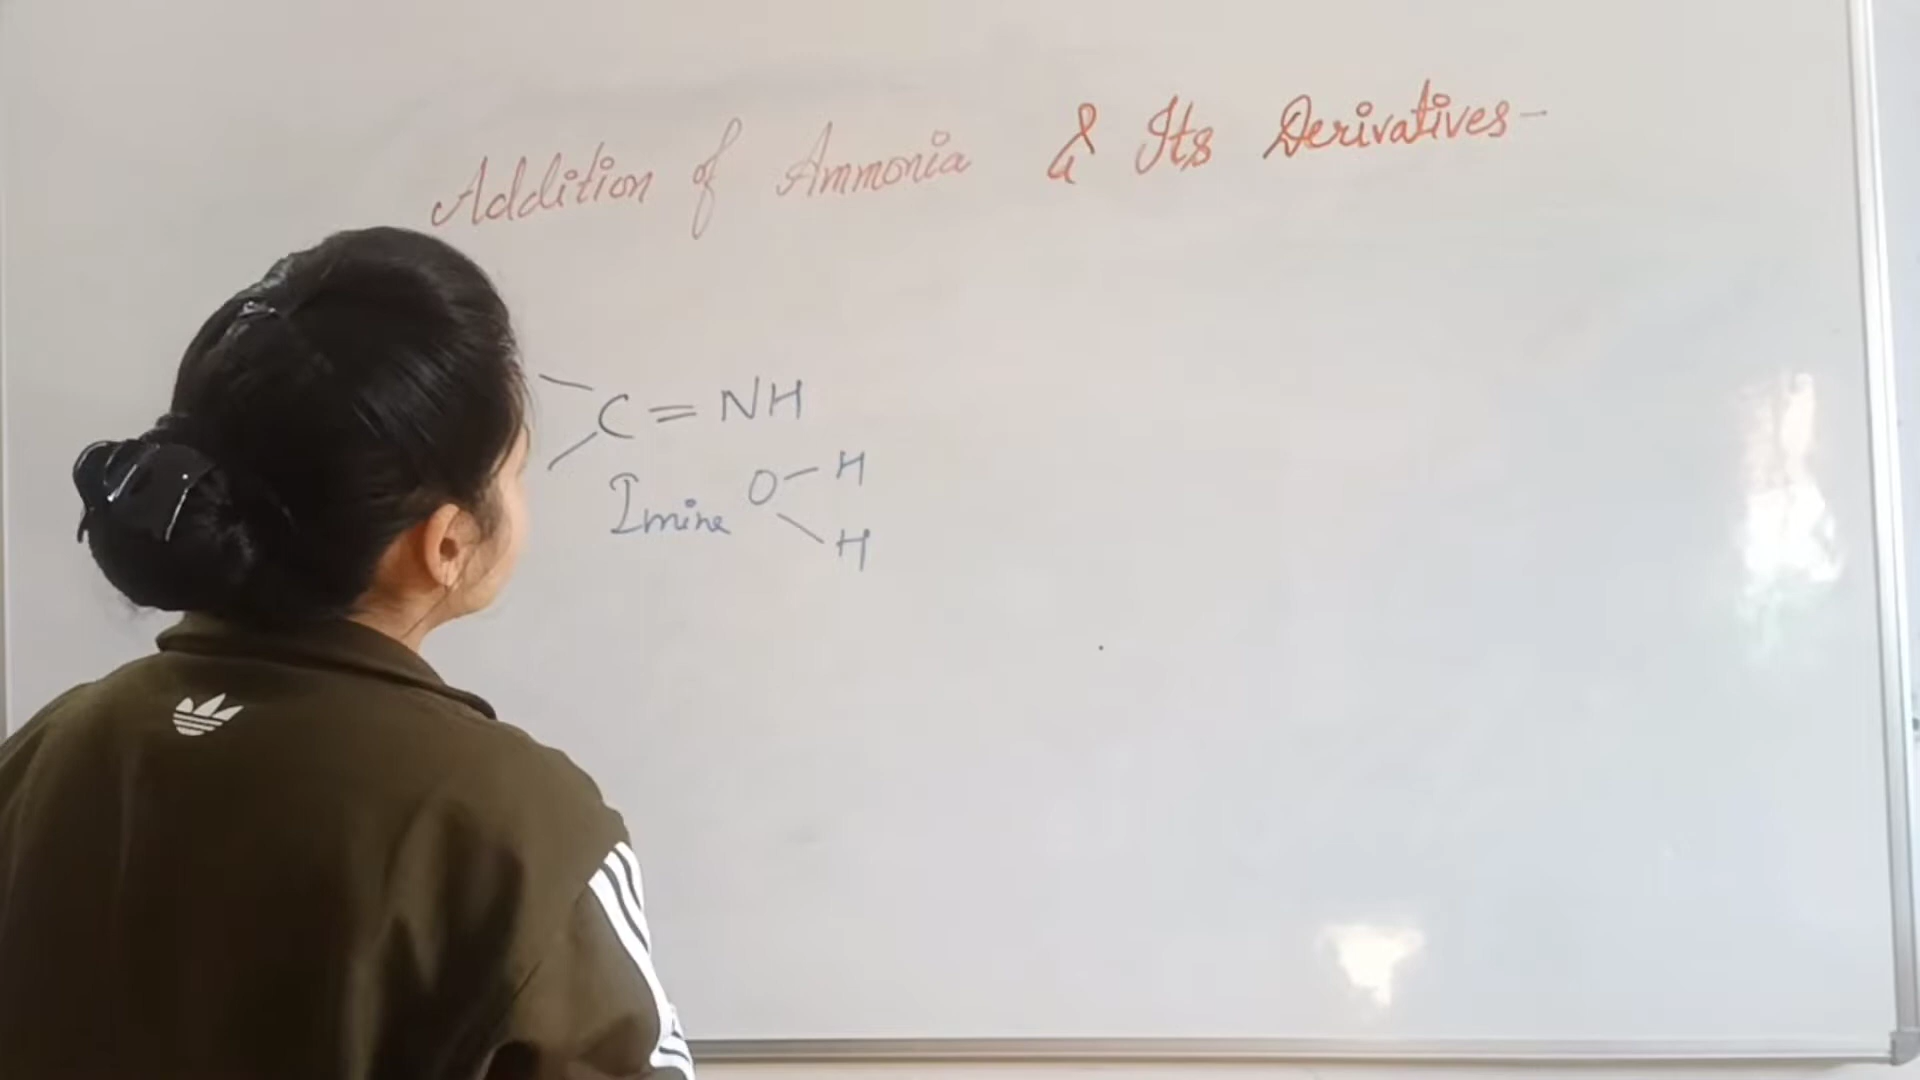 Addition of Ammonia & Its Derivatives-
C = NH
Imine
O - H
H